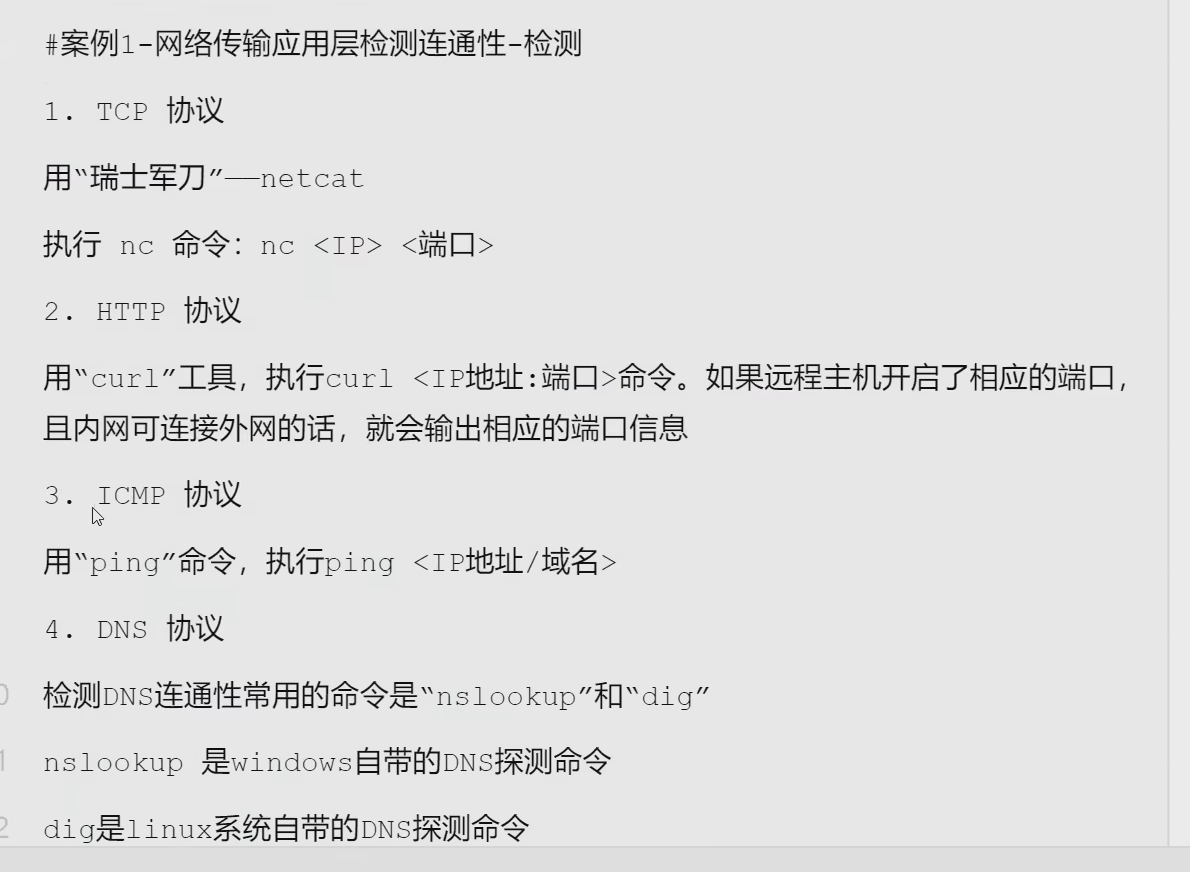 #案例1-网络传输应用层检测连通性-检测
1. TCP 协议
用“瑞士军刀”——netcat
执行 nc 命令：nc <IP> <端口>
2. HTTP 协议
用“curl”工具，执行curl <IP地址:端口>命令。如果远程主机开启了相应的端口，
且内网可连接外网的话，就会输出相应的端口信息
3. ICMP 协议
用“ping”命令，执行ping <IP地址/域名>
4. DNS 协议
0 检测DNS连通性常用的命令是“nslookup”和“dig”
1 nslookup 是windows自带的DNS探测命令
2 dig是linux系统自带的DNS探测命令